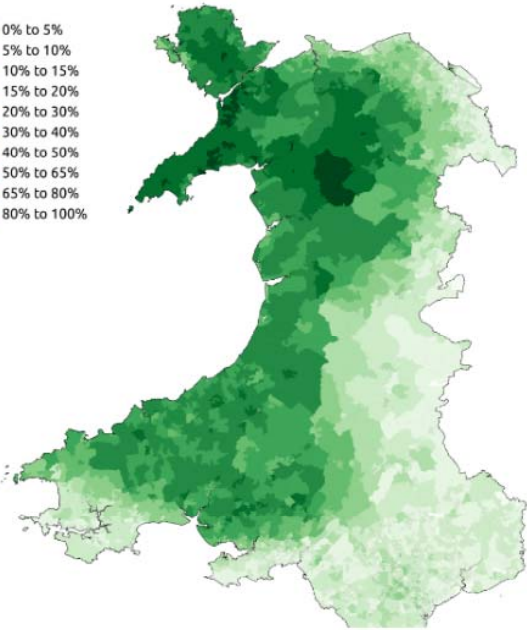 0% to 5%
5% to 10%
10% to 15%
15% to 20%
20% to 30%
30% to 40%
40% to 50%
50% to 65%
65% to 80%
80% to 100%